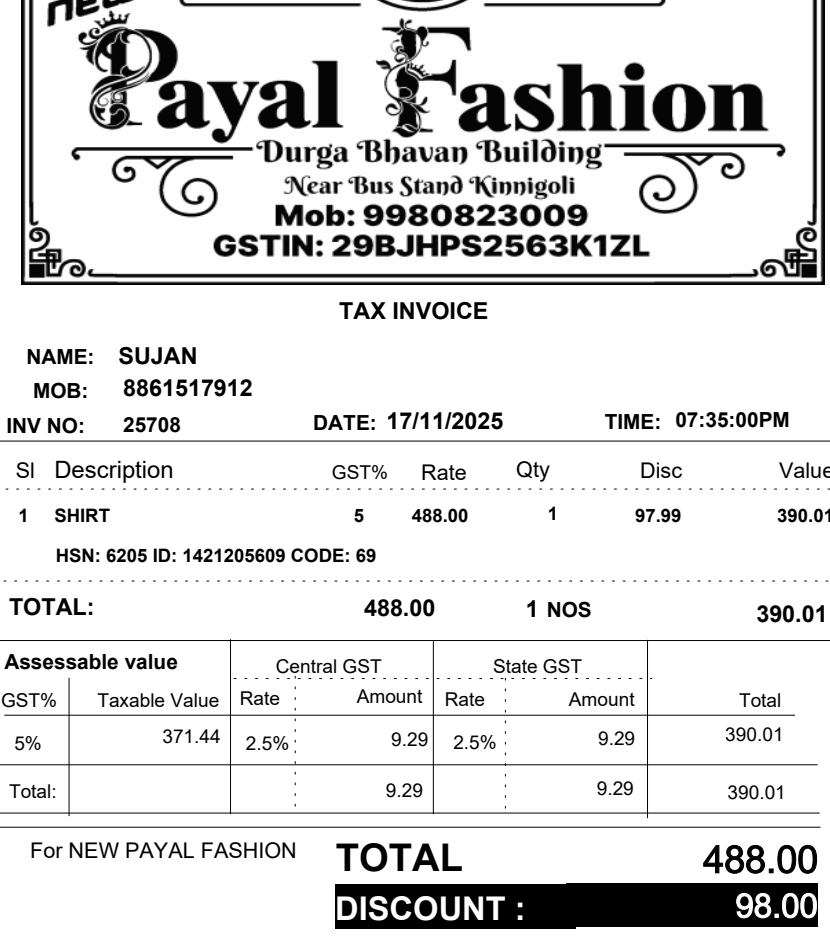 new
Payal Fashion
Durga Bhavan Building
Near Bus Stand Kinnigoli
Mob: 9980823009
GSTIN: 29BJHPS2563K1ZL
TAX INVOICE
NAME: SUJAN
MOB: 8861517912
INV NO: 25708 DATE: 17/11/2025 TIME: 07:35:00PM
Sl Description GST% Rate Qty Disc Value
1 SHIRT 5 488.00 1 97.99 390.01
HSN: 6205 ID: 1421205609 CODE: 69
TOTAL: 488.00 1 NOS 390.01
Assessable value Central GST State GST
GST% Taxable Value Rate Amount Rate Amount Total
5% 371.44 2.5% 9.29 2.5% 9.29 390.01
Total: 9.29 9.29 390.01
For NEW PAYAL FASHION TOTAL 488.00
DISCOUNT : 98.00